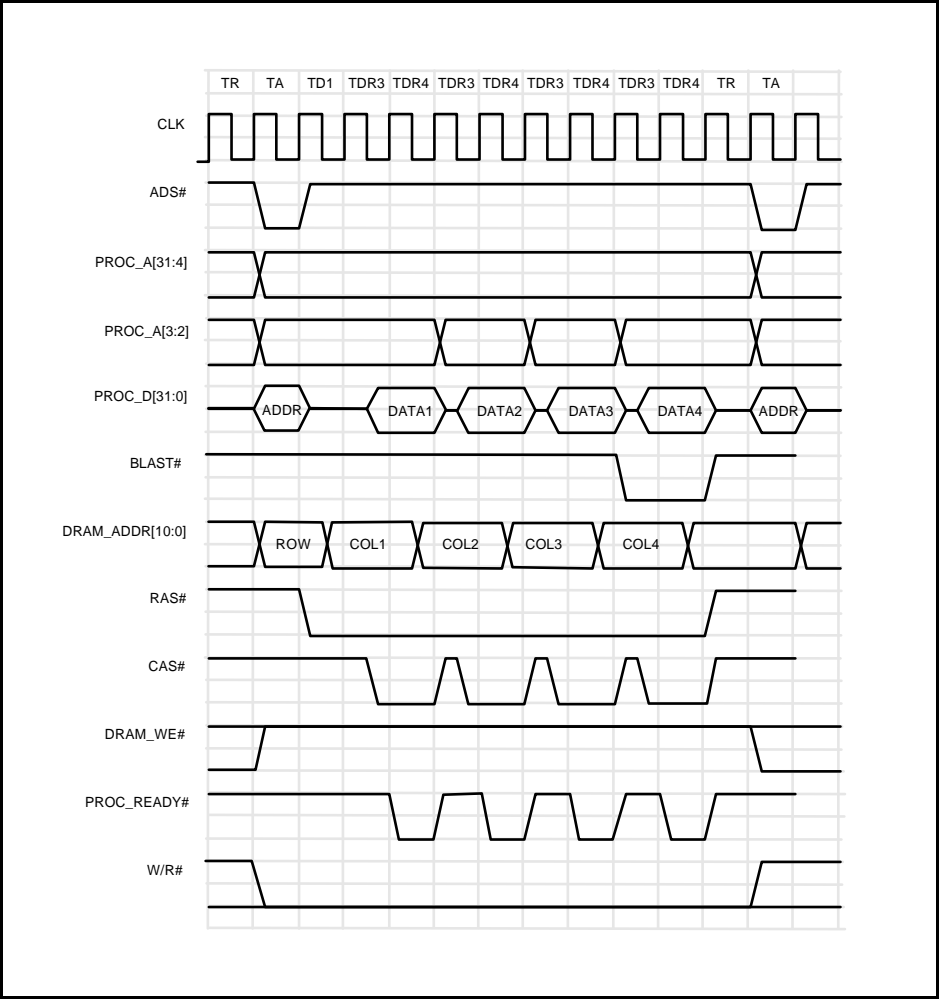 TR TA TD1 TDR3 TDR4 TDR3 TDR4 TDR3 TDR4 TDR3 TDR4 TR TA
CLK
ADS#
PROC_A[31:4]
PROC_A[3:2]
PROC_D[31:0] ADDR DATA1 DATA2 DATA3 DATA4 ADDR
BLAST#
DRAM_ADDR[10:0] ROW COL1 COL2 COL3 COL4
RAS#
CAS#
DRAM_WE#
PROC_READY#
W/R#